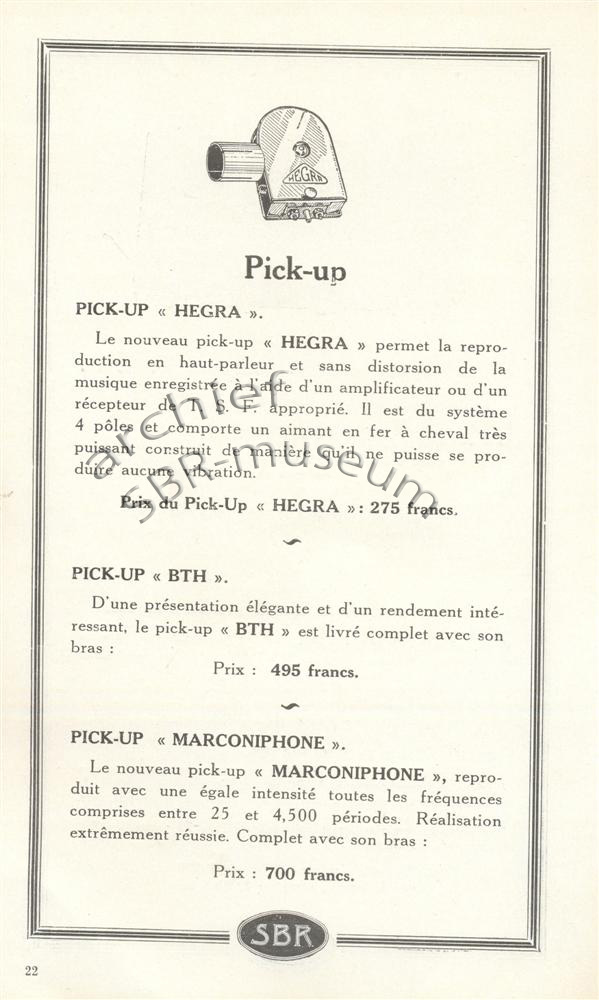 HEGRA
Pick-up
PICK-UP « HEGRA ».
Le nouveau pick-up « HEGRA » permet la repro-
duction en haut-parleur et sans distorsion de la
musique enregistrée à l'aide d'un amplificateur ou d'un
récepteur de T. S. F. approprié. Il est du système
4 pôles et comporte un aimant en fer à cheval très
puissant construit de manière qu'il ne puisse se pro-
duire aucune vibration.
archief
SBR-museum
Prix du Pick-Up « HEGRA » : 275 francs.
PICK-UP « BTH ».
D'une présentation élégante et d'un rendement inté-
ressant, le pick-up « BTH » est livré complet avec son
bras :
Prix : 495 francs.
PICK-UP « MARCONIPHONE ».
Le nouveau pick-up « MARCONIPHONE », repro-
duit avec une égale intensité toutes les fréquences
comprises entre 25 et 4,500 périodes. Réalisation
extrêmement réussie. Complet avec son bras :
Prix : 700 francs.
SBR
22